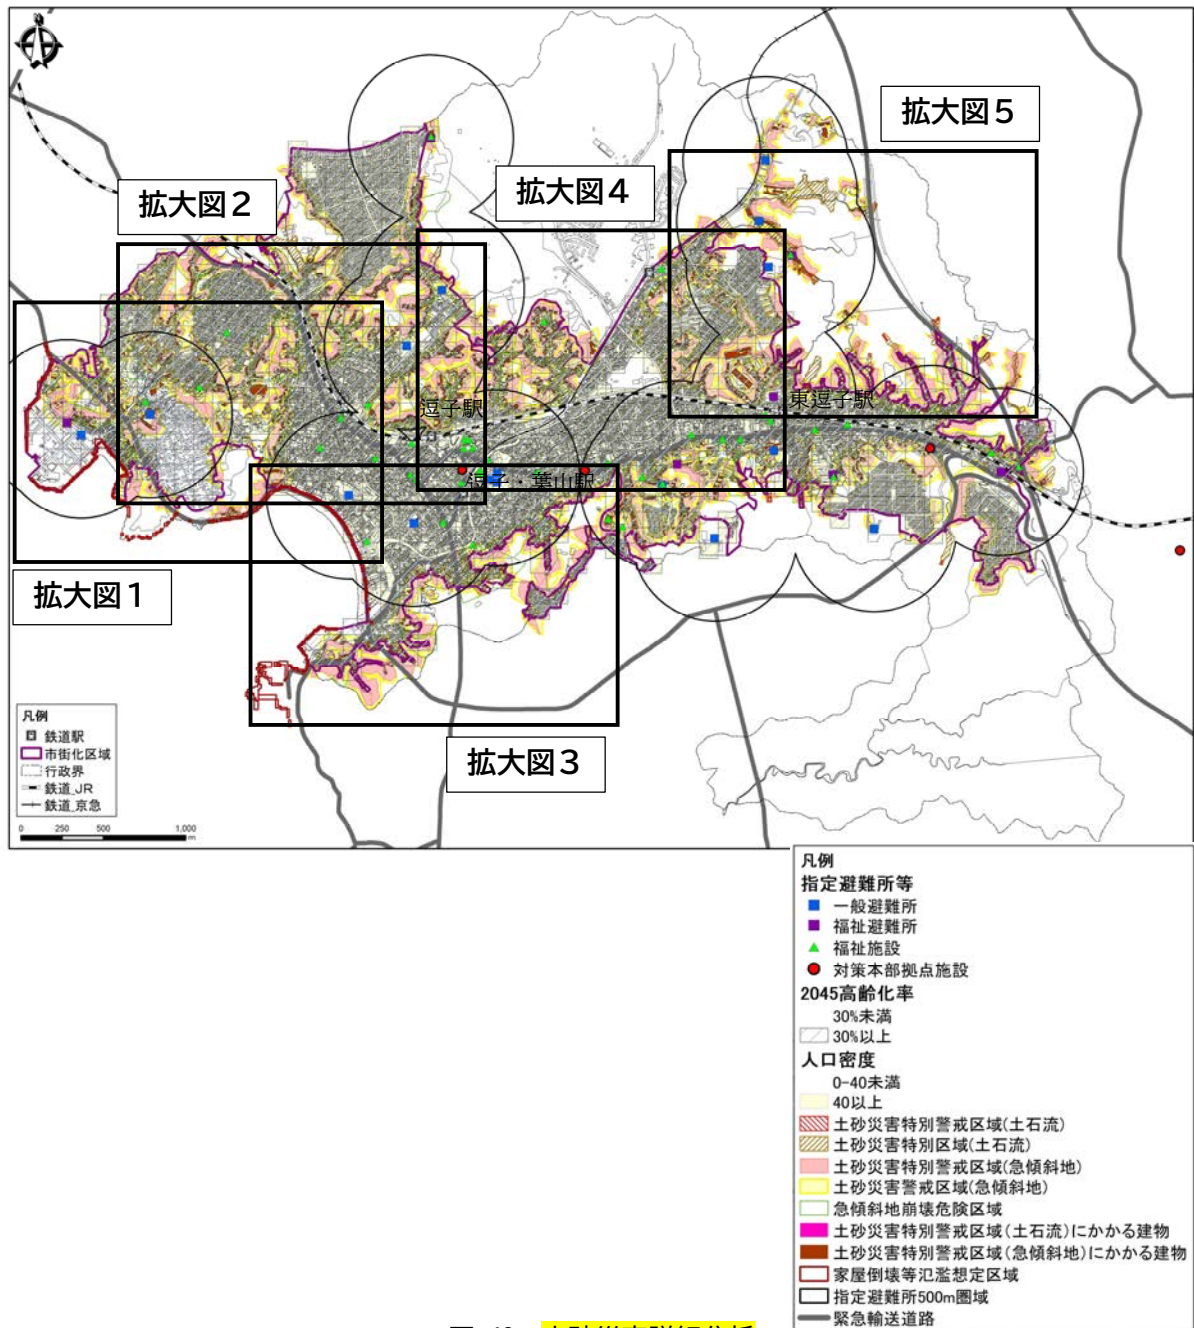 拡大図５
拡大図４
拡大図２
逗子駅
東逗子駅
逗子・葉山駅
拡大図１
拡大図３
凡例
鉄道駅
市街化区域
行政界
鉄道_JR
鉄道_京急
0 250 500 1,000
m
凡例
指定避難所等
一般避難所
福祉避難所
福祉施設
対策本部拠点施設
2045高齢化率
30%未満
30%以上
人口密度
0-40未満
40以上
土砂災害特別警戒区域(土石流)
土砂災害特別区域(土石流)
土砂災害特別警戒区域(急傾斜地)
土砂災害警戒区域(急傾斜地)
急傾斜地崩壊危険区域
土砂災害特別警戒区域(土石流)にかかる建物
土砂災害特別警戒区域(急傾斜地)にかかる建物
家屋倒壊等氾濫想定区域
指定避難所500m圏域
緊急輸送道路